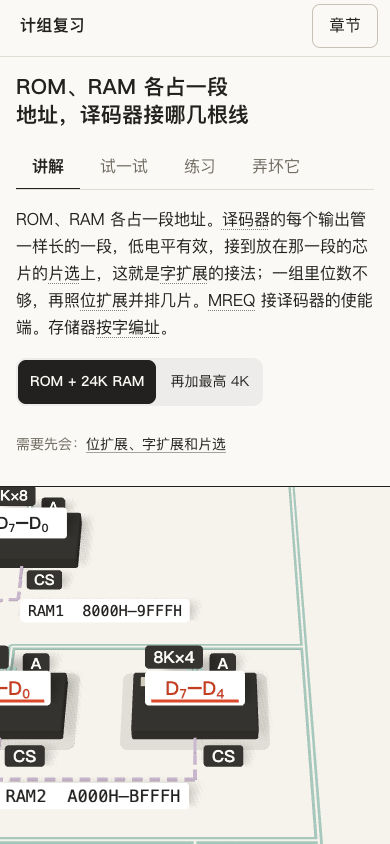 计组复习
章节
ROM、RAM 各占一段
地址，译码器接哪几根线
讲解
试一试
练习
弄坏它
ROM、RAM 各占一段地址。译码器的每个输出管
一样长的一段，低电平有效，接到放在那一段的芯
片的片选上，这就是字扩展的接法；一组里位数不
够，再照位扩展并排几片。MREQ 接译码器的使能
端。存储器按字编址。
ROM + 24K RAM
再加最高 4K
需要先会：位扩展、字扩展和片选
K×8
D₇—D₀
CS
RAM1 8000H—9FFFH
A
8K×4
A
—D₀
D₇—D₄
CS
CS
RAM2 A000H—BFFFH